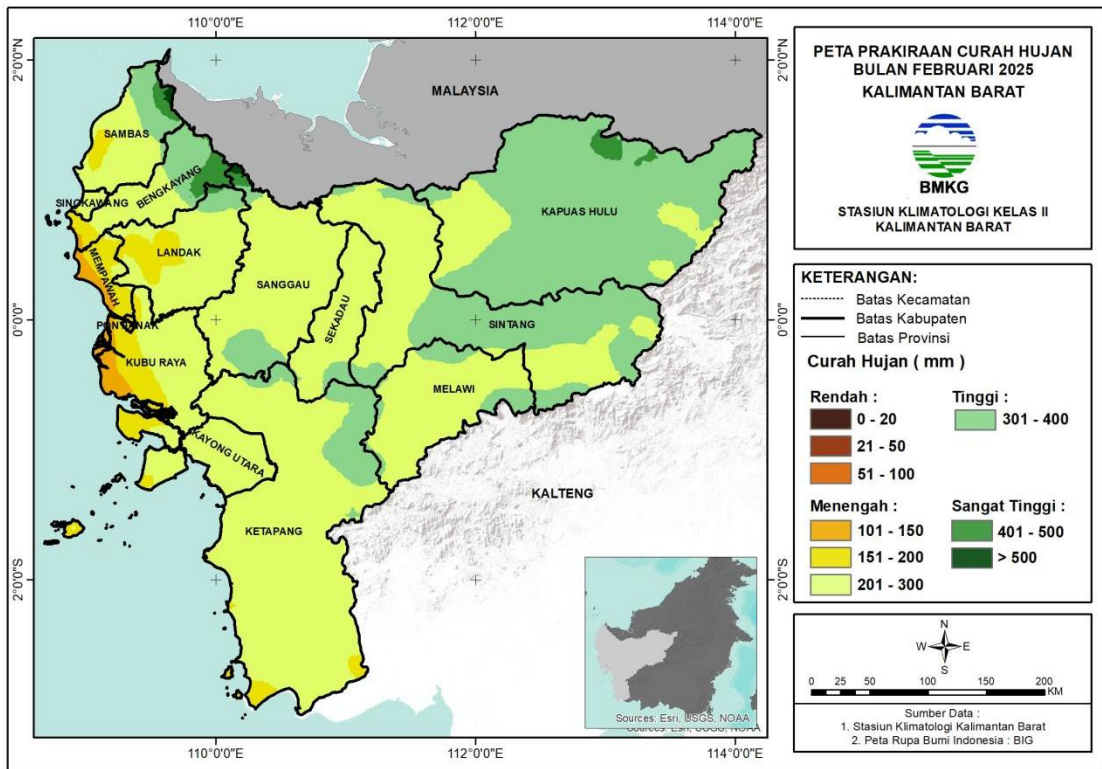 110°0'0"E
112°0'0"E
114°0'0"E
2°0'0"N
2°0'0"N
MALAYSIA
SAMBAS
BENGKAYANG
SINGKAWANG
KAPUAS HULU
LANDAK
MEMPAWAH
SANGGAU
SEKADAU
SINTANG
0°0'0"
0°0'0"
PONTIANAK
KUBU RAYA
MELAWI
KAYONG UTARA
KALTENG
KETAPANG
2°0'0"S
2°0'0"S
Sources: Esri, USGS, NOAA
Sources: Esri, USGS, NOAA
110°0'0"E
112°0'0"E
114°0'0"E
PETA PRAKIRAAN CURAH HUJAN
BULAN FEBRUARI 2025
KALIMANTAN BARAT
BMKG
STASIUN KLIMATOLOGI KELAS II
KALIMANTAN BARAT
KETERANGAN:
Batas Kecamatan
Batas Kabupaten
Batas Provinsi
Curah Hujan ( mm )
Rendah :
0 - 20
21 - 50
51 - 100
Tinggi :
301 - 400
Menengah :
101 - 150
151 - 200
201 - 300
Sangat Tinggi :
401 - 500
> 500
N
W E
S
0 25 50 100 150 200
KM
Sumber Data :
1. Stasiun Klimatologi Kalimantan Barat
2. Peta Rupa Bumi Indonesia : BIG